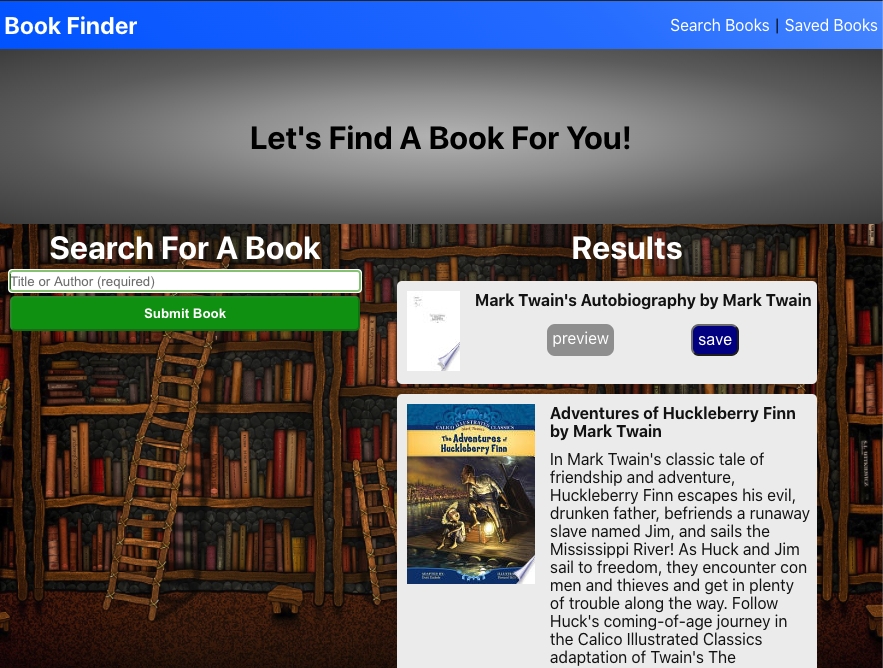 Book Finder
Search Books | Saved Books
Let's Find A Book For You!
Search For A Book
Title or Author (required)
Submit Book
Results
Mark Twain's Autobiography by Mark Twain
preview
save
CALICO ILLUSTRATED CLASSICS
The Adventures of
Huckleberry Finn
Adventures of Huckleberry Finn
by Mark Twain
In Mark Twain's classic tale of
friendship and adventure,
Huckleberry Finn escapes his evil,
drunken father, befriends a runaway
slave named Jim, and sails the
Mississippi River! As Huck and Jim
sail to freedom, they encounter con
men and thieves and get in plenty
of trouble along the way. Follow
Huck's coming-of-age journey in
the Calico Illustrated Classics
adaptation of Twain's The